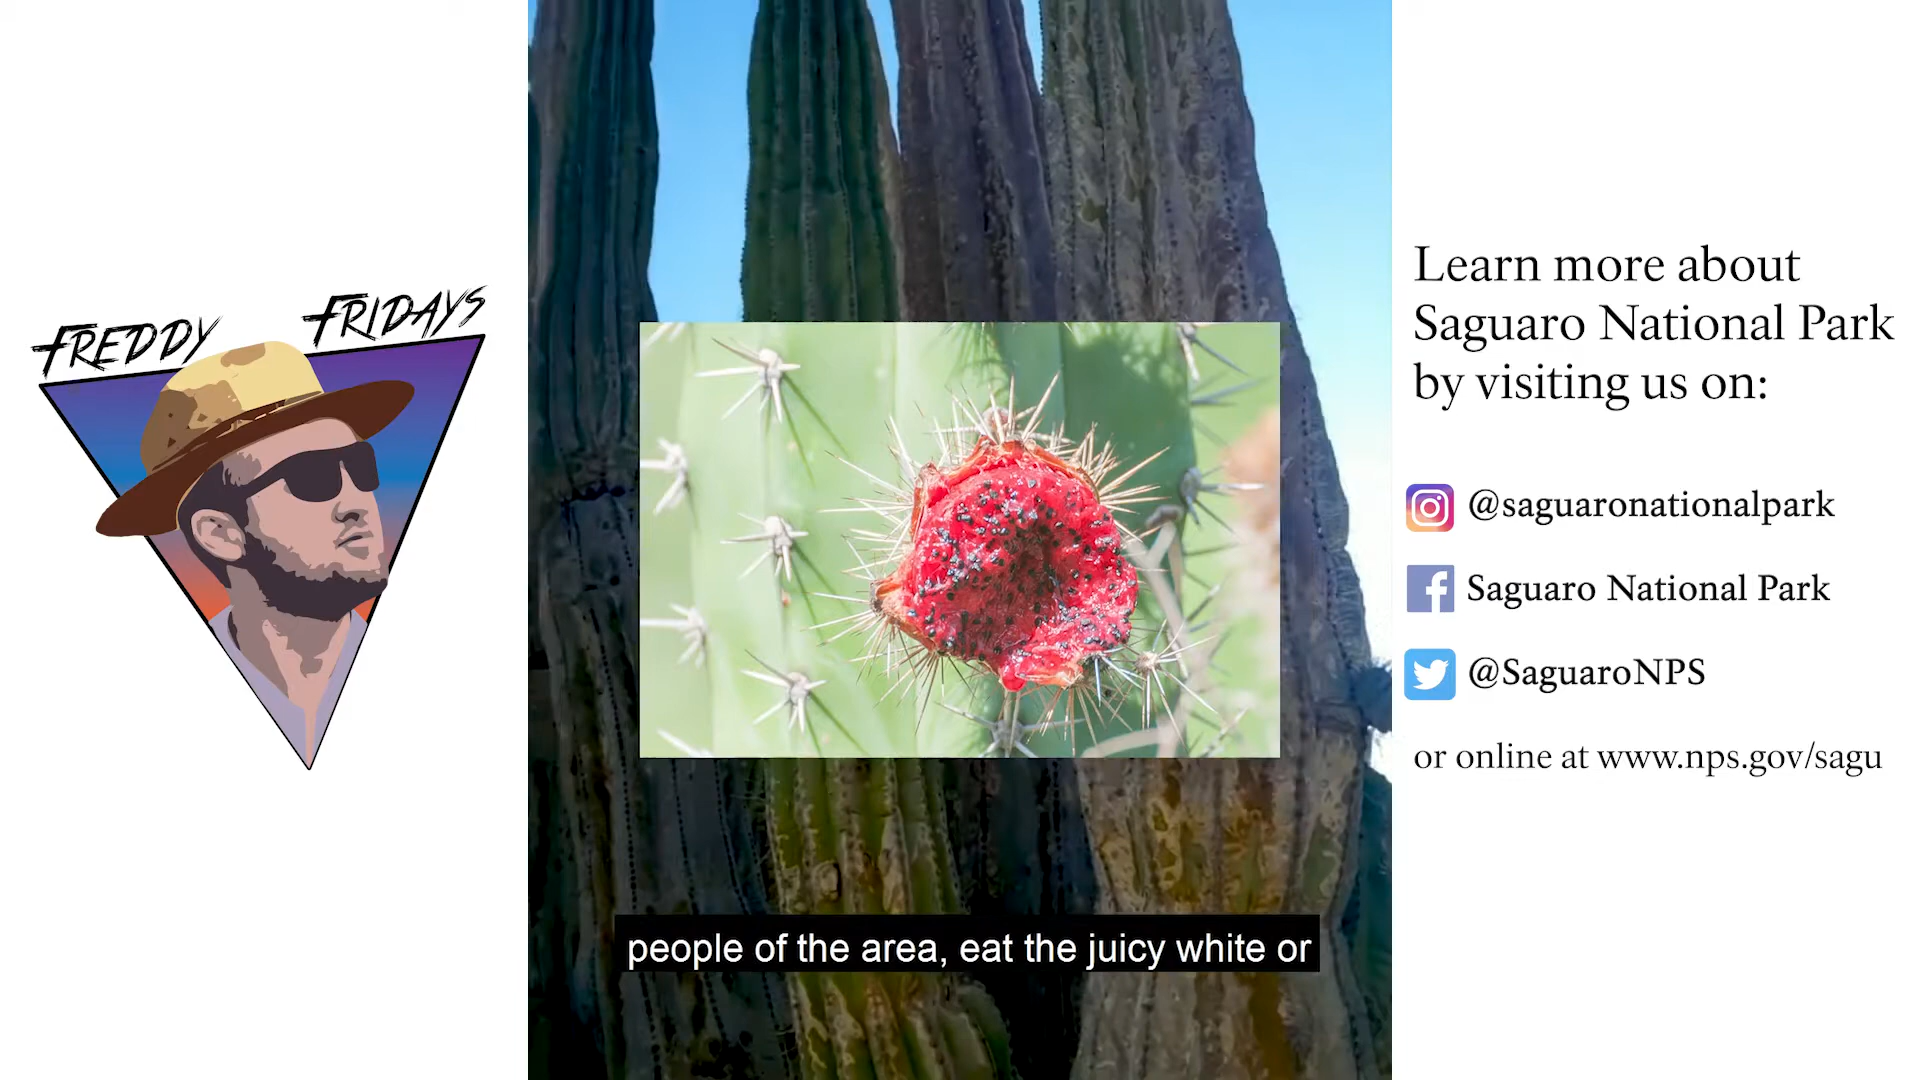 FREDDY FRIDAYS
Learn more about
Saguaro National Park
by visiting us on:
@saguaronationalpark
Saguaro National Park
@SaguaroNPS
or online at www.nps.gov/sagu
people of the area, eat the juicy white or